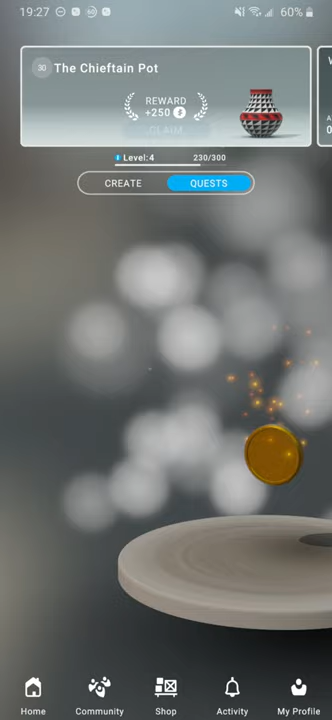 19:27
60%
30 The Chieftain Pot
REWARD
+250
CLAIM
Level:4 230/300
CREATE QUESTS
Home Community Shop Activity My Profile